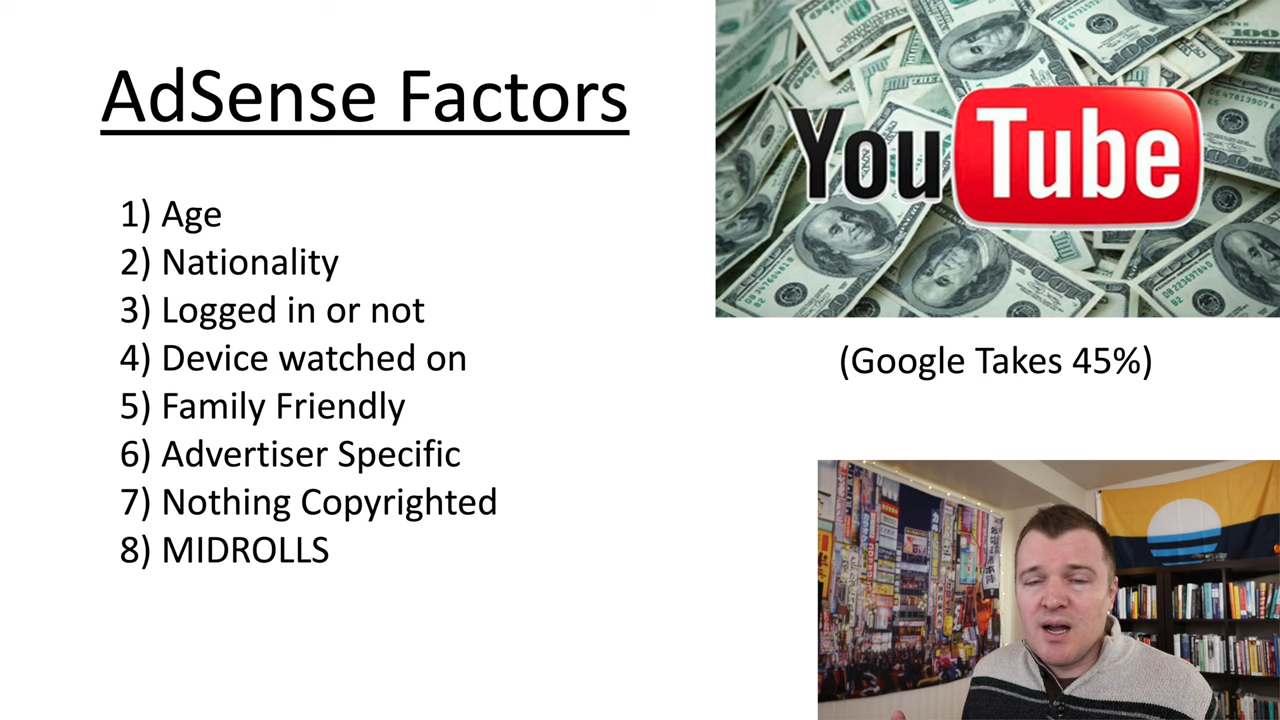 AdSense Factors
1) Age
2) Nationality
3) Logged in or not
4) Device watched on
5) Family Friendly
6) Advertiser Specific
7) Nothing Copyrighted
8) MIDROLLS
YouTube
(Google Takes 45%)